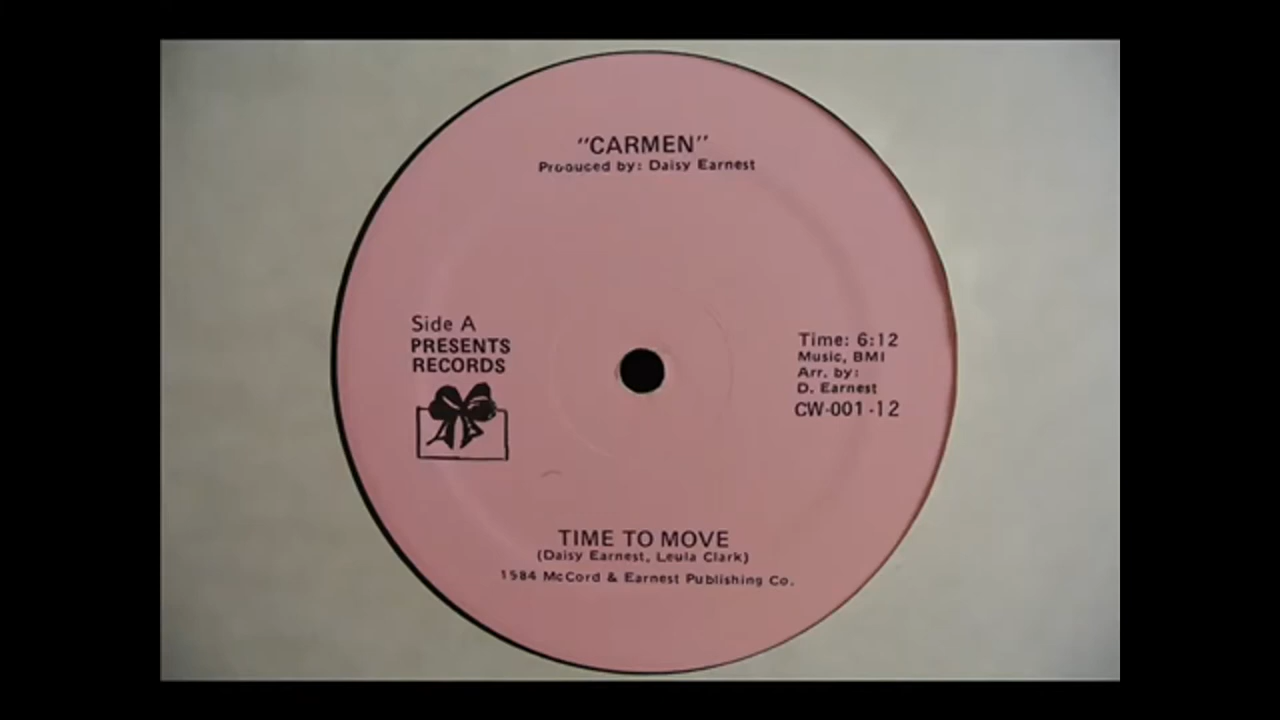 "CARMEN"
Produced by: Daisy Earnest
Side A
PRESENTS
RECORDS
Time: 6:12
Music, BMI
Arr. by:
D. Earnest
CW-001-12
TIME TO MOVE
(Daisy Earnest, Leula Clark)
1984 McCord & Earnest Publishing Co.